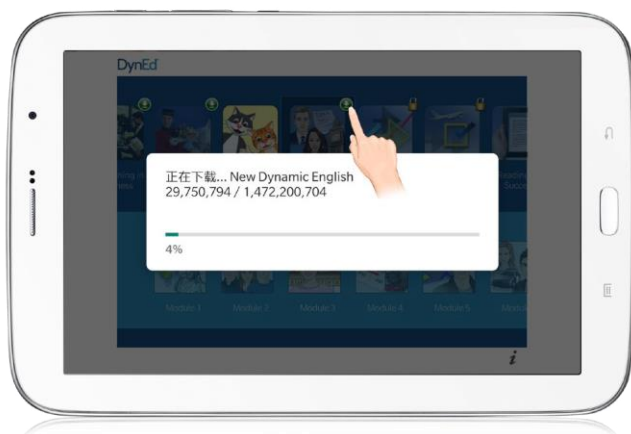 DynEd
正在下载... New Dynamic English
29,750,794 / 1,472,200,704
4%
Module 1 Module 2 Module 3 Module 4 Module 5
i